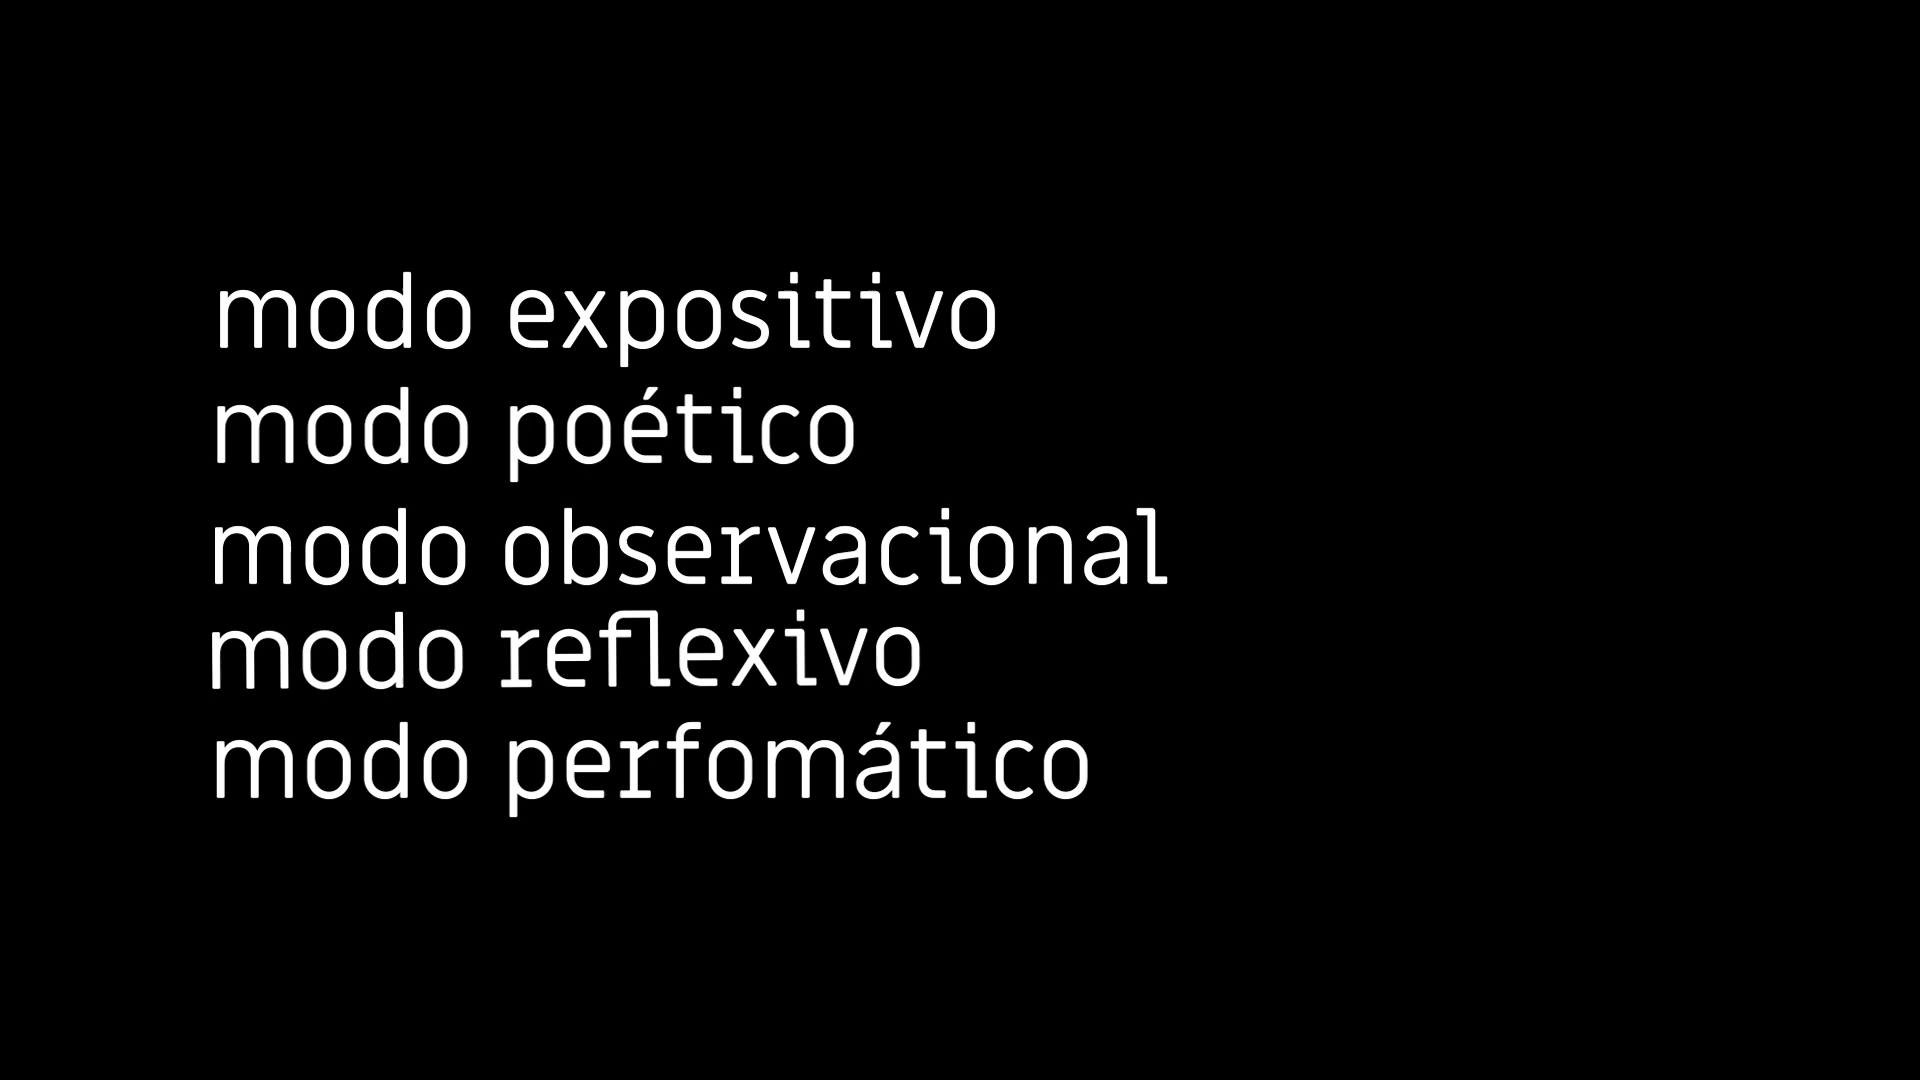 modo expositivo
modo poético
modo observacional
modo reflexivo
modo perfomático